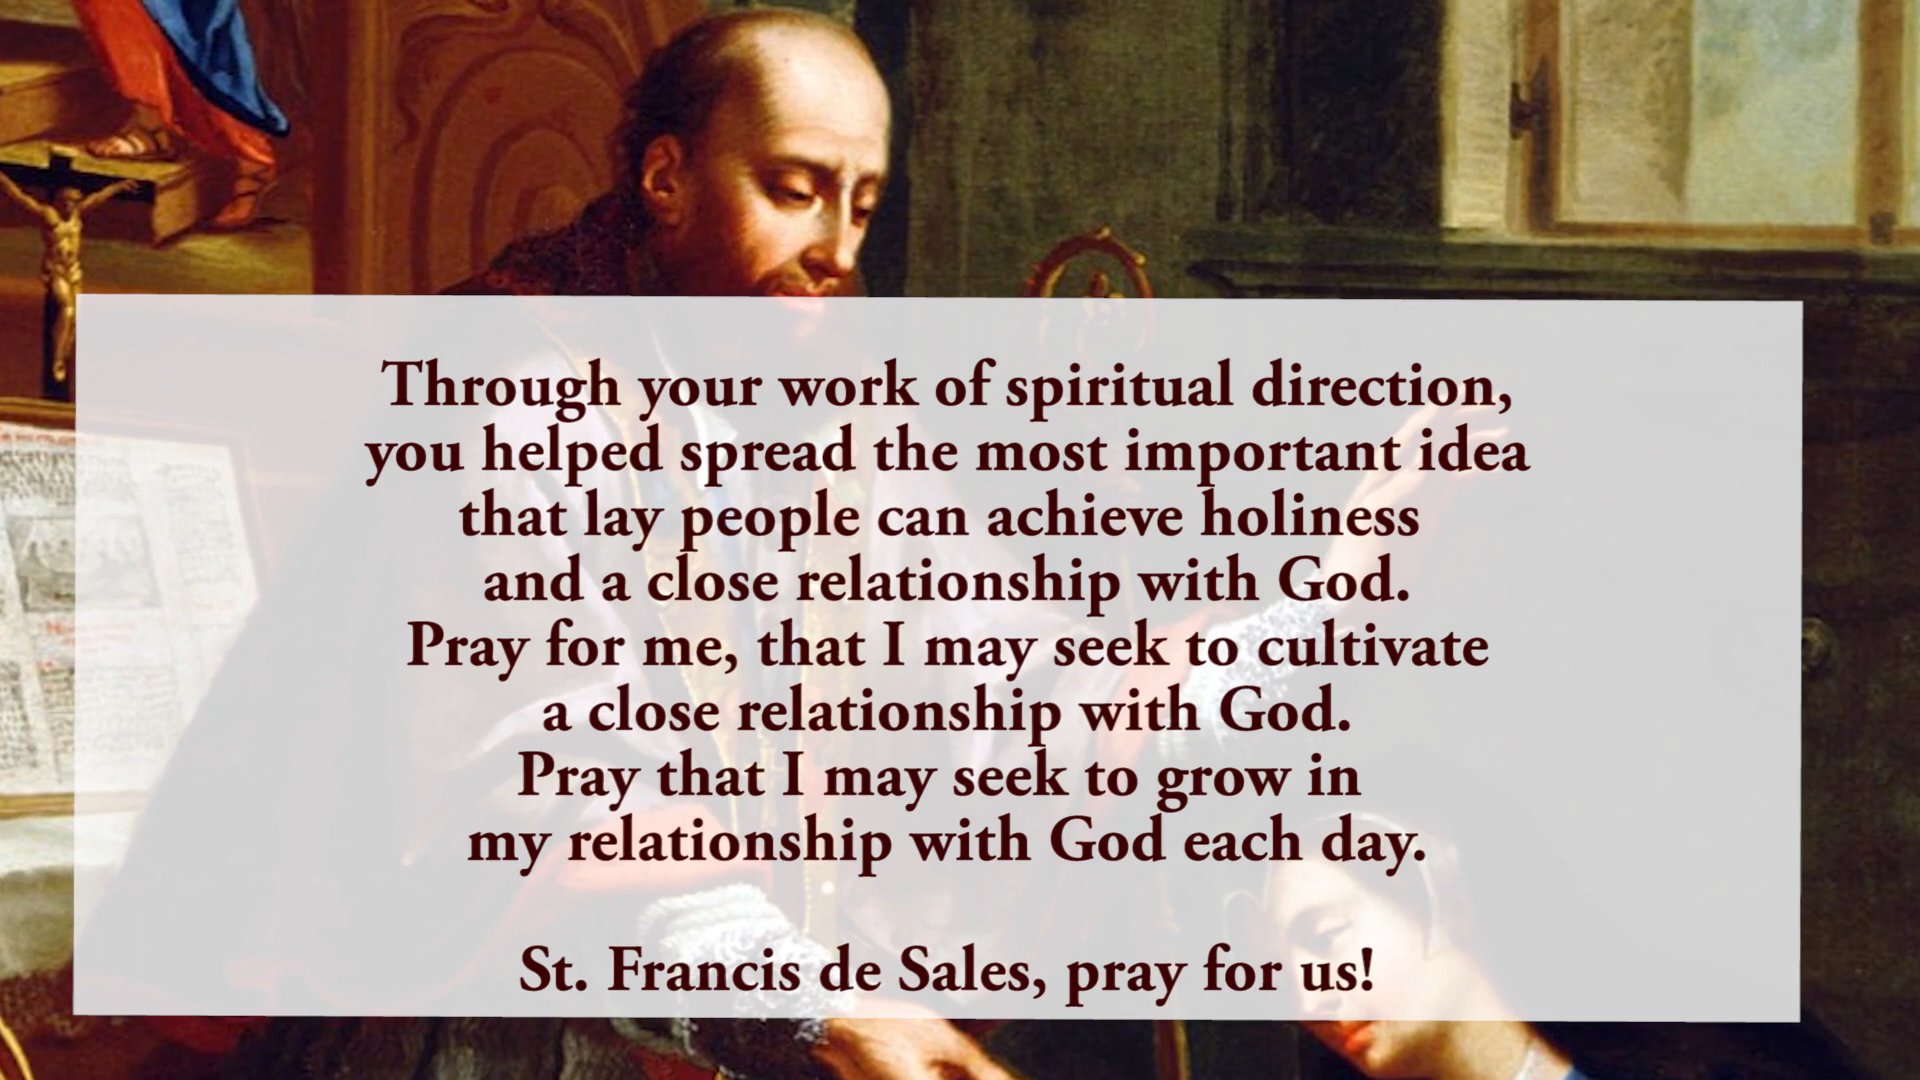 Through your work of spiritual direction,
you helped spread the most important idea
that lay people can achieve holiness
and a close relationship with God.
Pray for me, that I may seek to cultivate
a close relationship with God.
Pray that I may seek to grow in
my relationship with God each day.
St. Francis de Sales, pray for us!